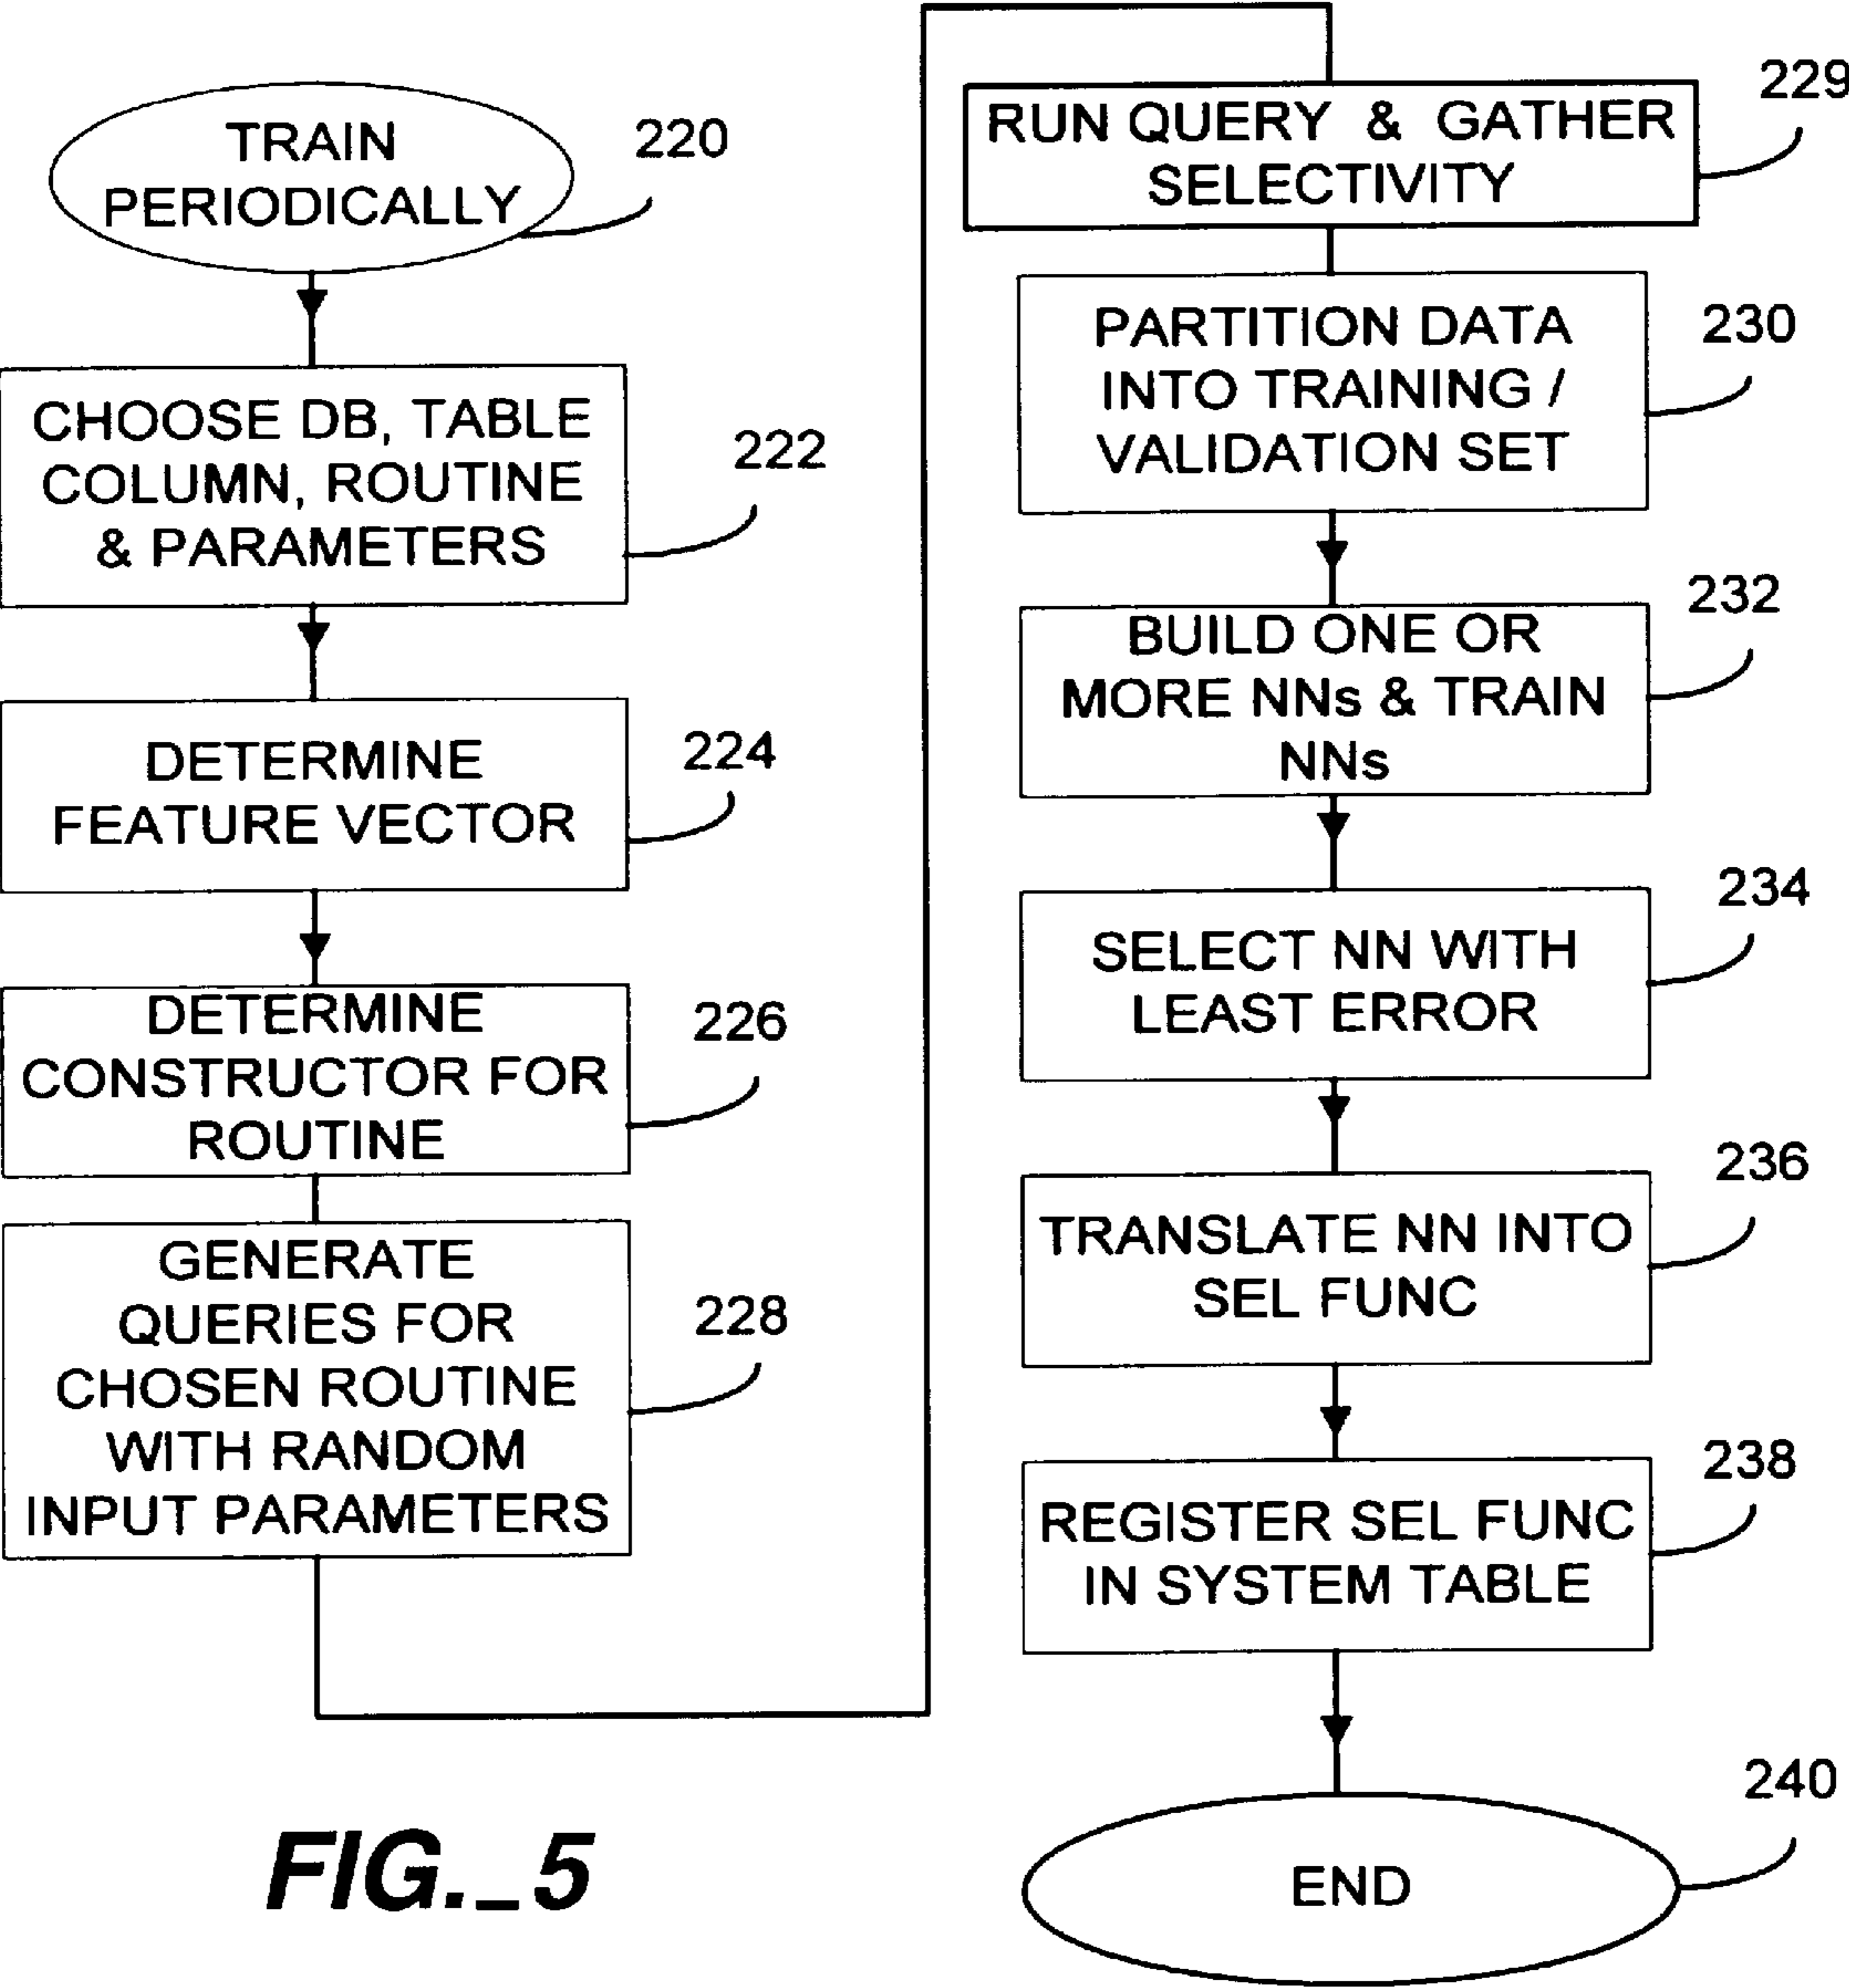 TRAIN
PERIODICALLY
220
CHOOSE DB, TABLE
COLUMN, ROUTINE
& PARAMETERS
222
DETERMINE
FEATURE VECTOR
224
DETERMINE
CONSTRUCTOR FOR
ROUTINE
226
GENERATE
QUERIES FOR
CHOSEN ROUTINE
WITH RANDOM
INPUT PARAMETERS
228
RUN QUERY & GATHER
SELECTIVITY
229
PARTITION DATA
INTO TRAINING /
VALIDATION SET
230
BUILD ONE OR
MORE NNs & TRAIN
NNs
232
SELECT NN WITH
LEAST ERROR
234
TRANSLATE NN INTO
SEL FUNC
236
REGISTER SEL FUNC
IN SYSTEM TABLE
238
END
240
FIG._5